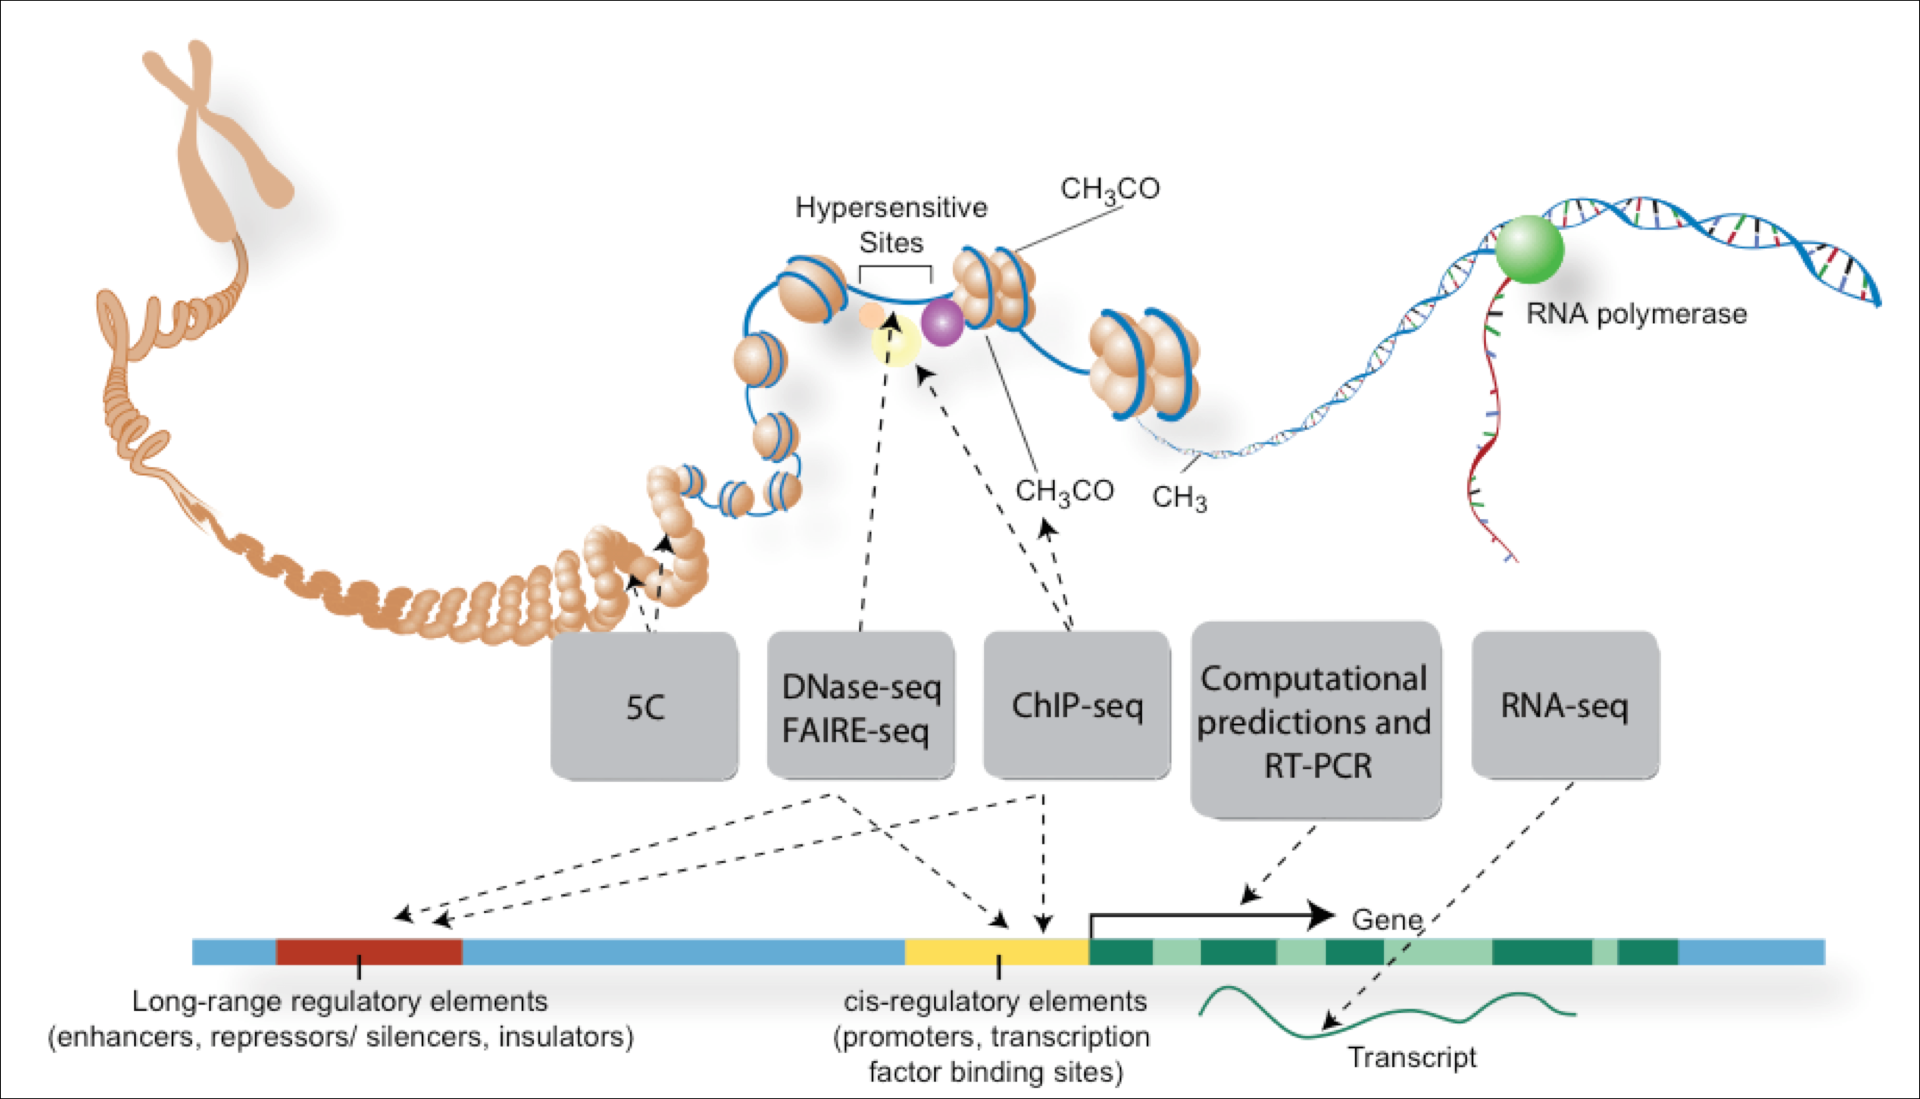 Hypersensitive
Sites
CH₃CO
RNA polymerase
CH₃CO
CH₃
5C
DNase-seq
FAIRE-seq
ChIP-seq
Computational
predictions and
RT-PCR
RNA-seq
Gene
Long-range regulatory elements
(enhancers, repressors/ silencers, insulators)
cis-regulatory elements
(promoters, transcription
factor binding sites)
Transcript